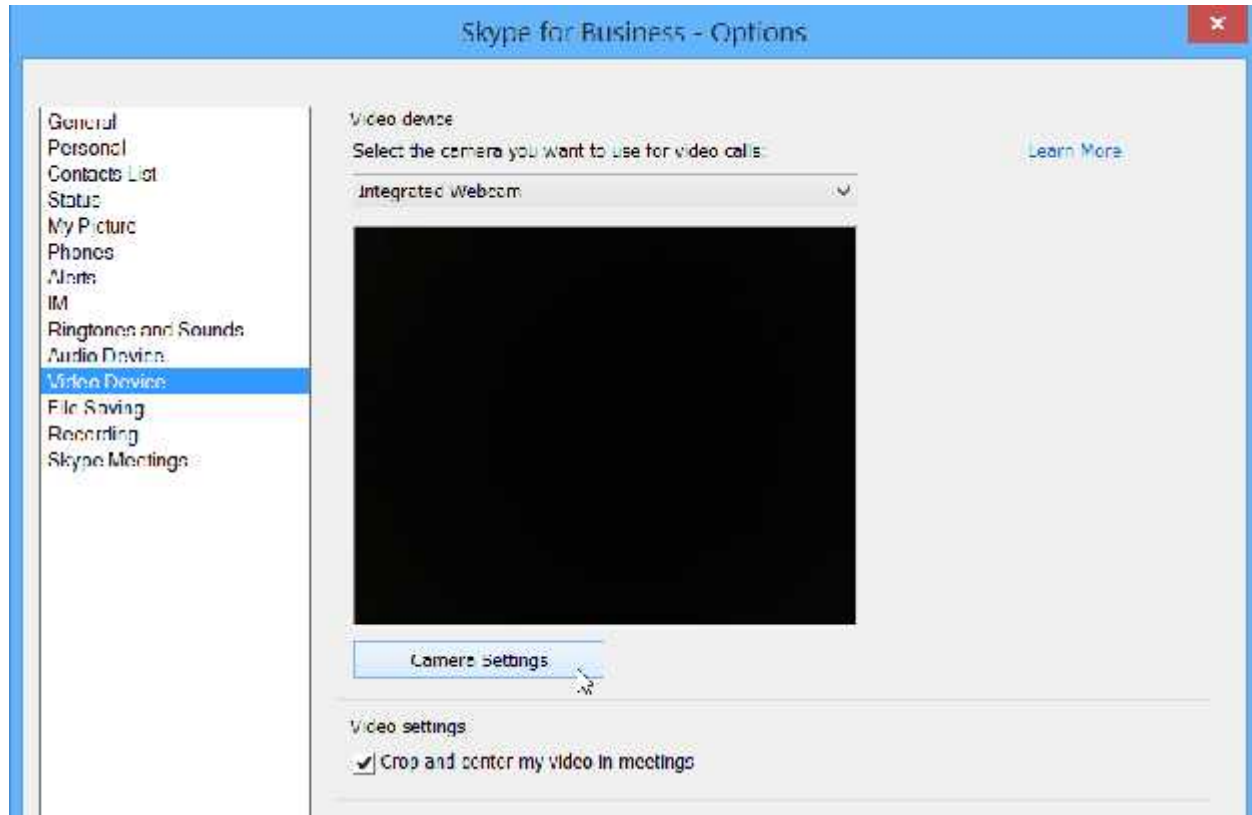 Skype for Business - Options
General
Personal
Contacts List
Status
My Picture
Phones
Alerts
IM
Ringtones and Sounds
Audio Device
Video Device
File Saving
Recording
Skype Meetings
Video device
Select the camera you want to use for video calls:
Learn More
Integrated Webcam
Camera Settings
Video settings
Crop and center my video in meetings